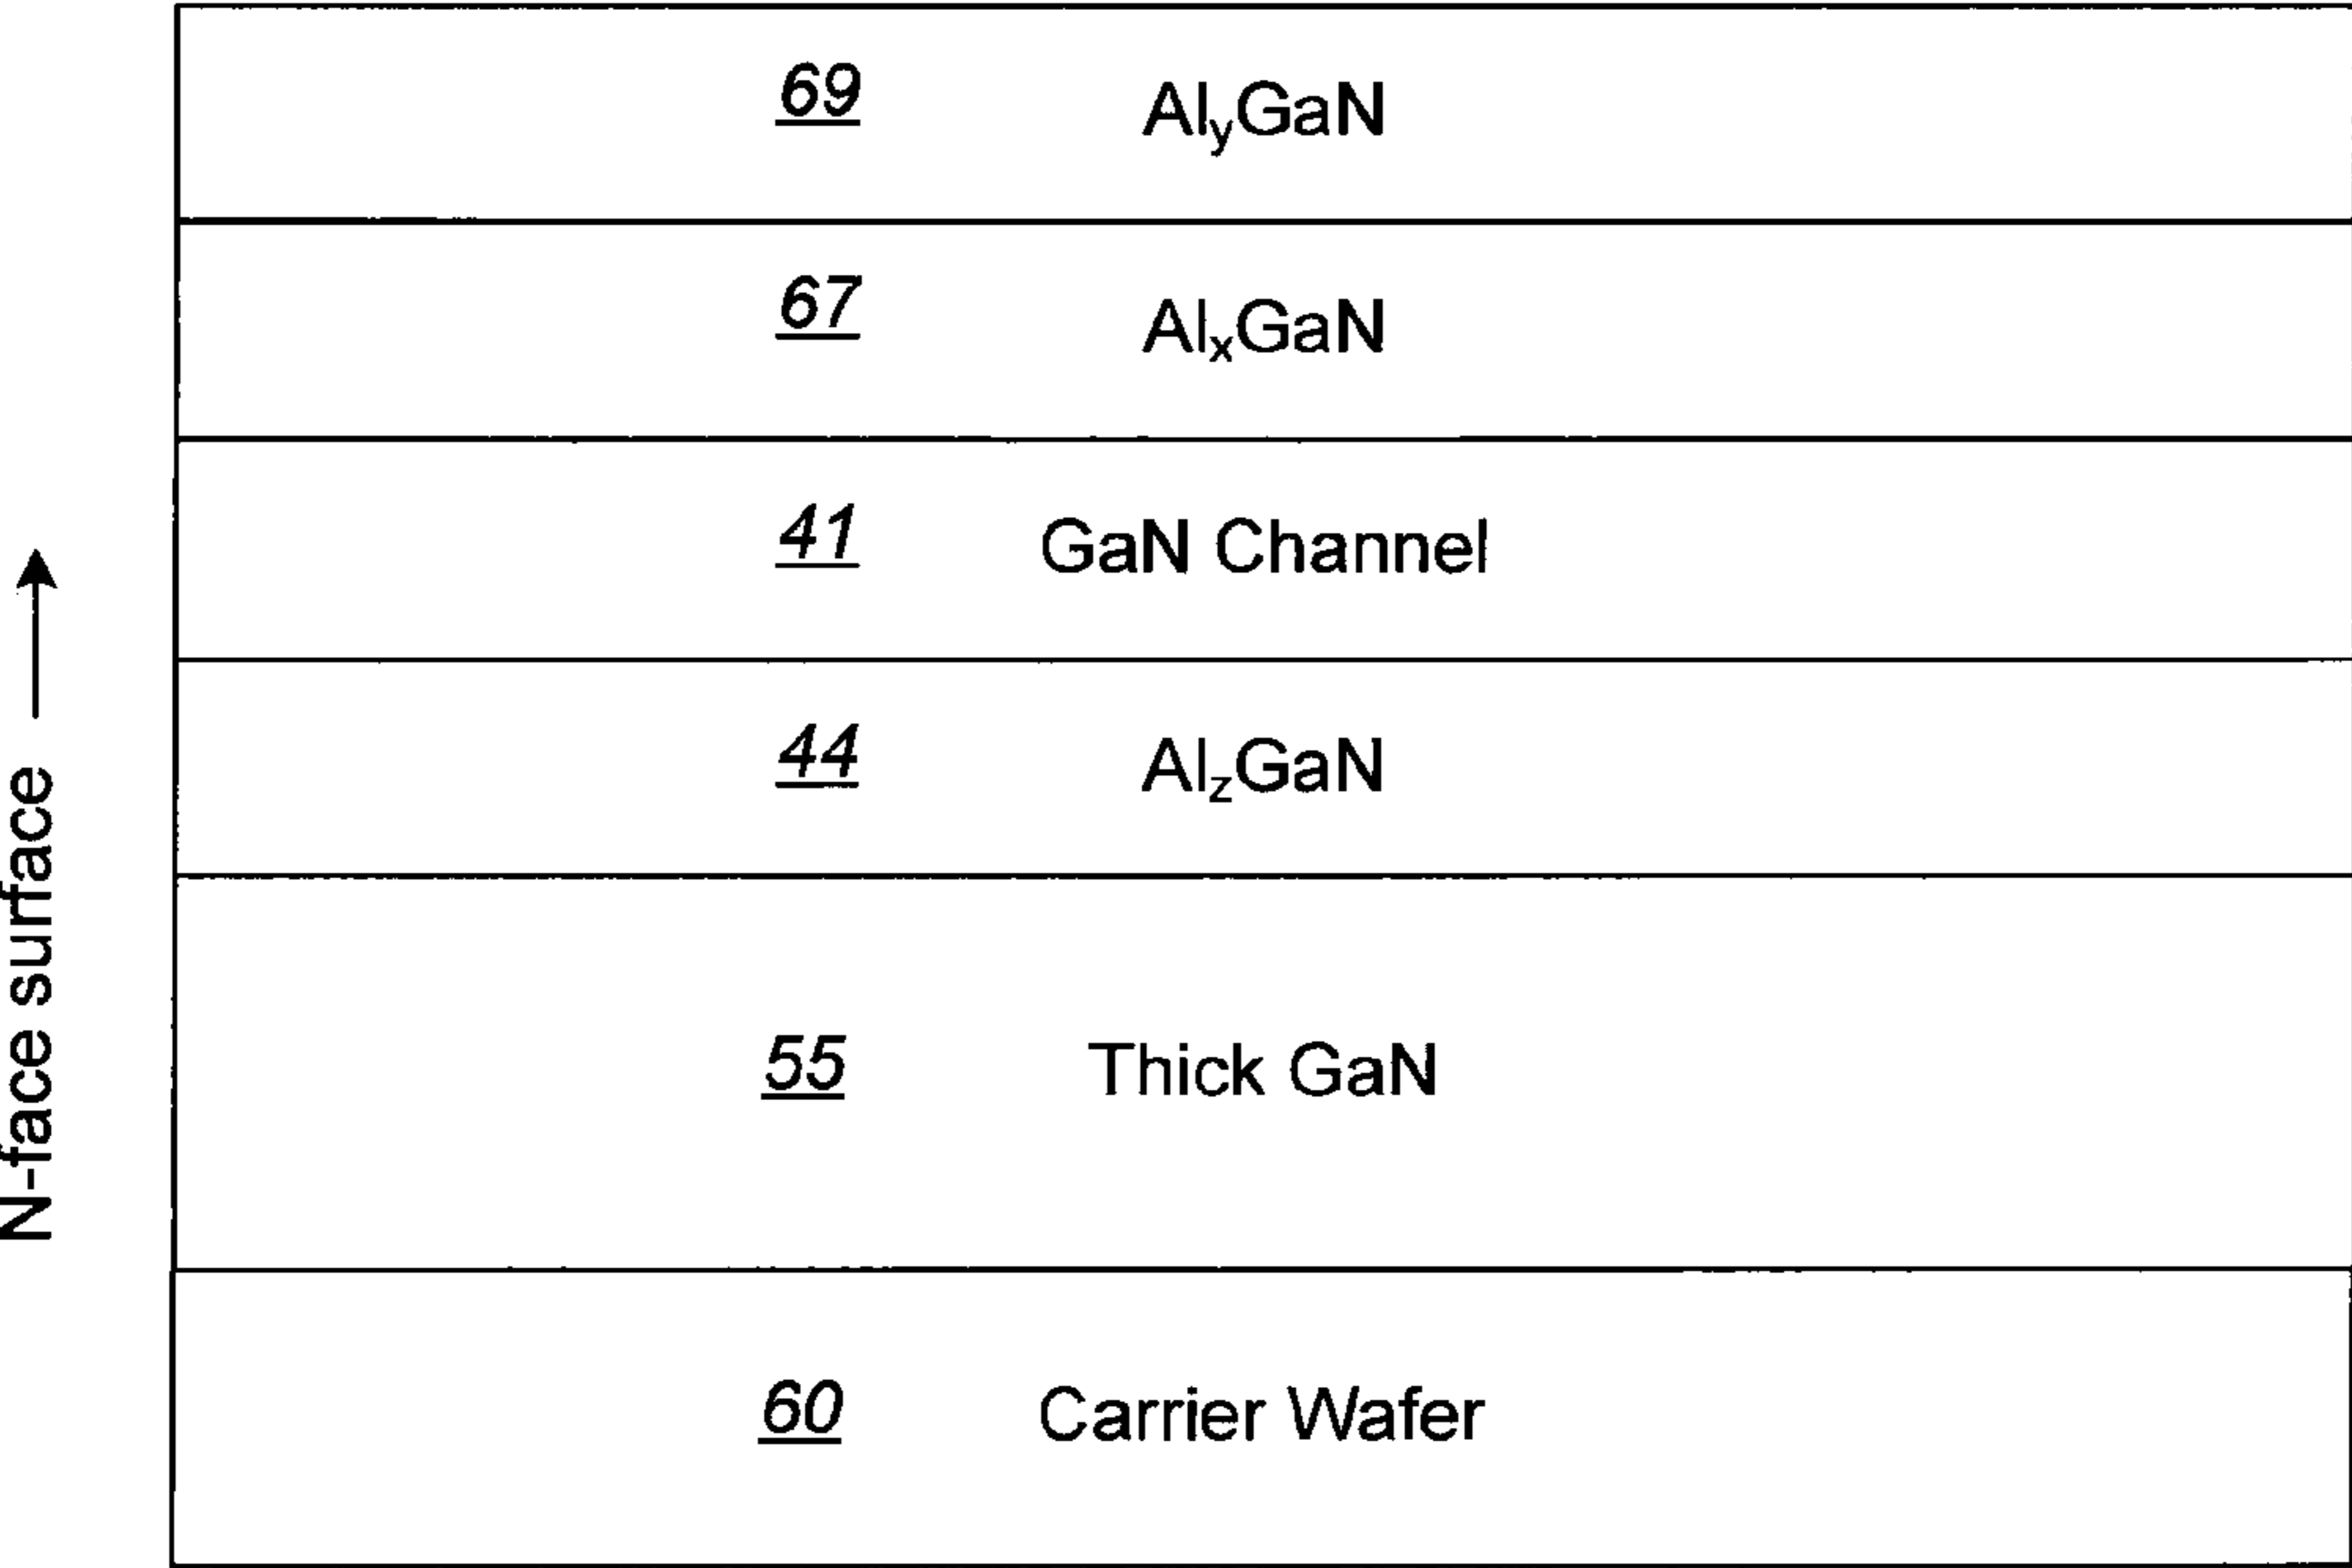 69 AlyGaN
67 AlxGaN
41 GaN Channel
44 AlzGaN
55 Thick GaN
60 Carrier Wafer
N-face surface